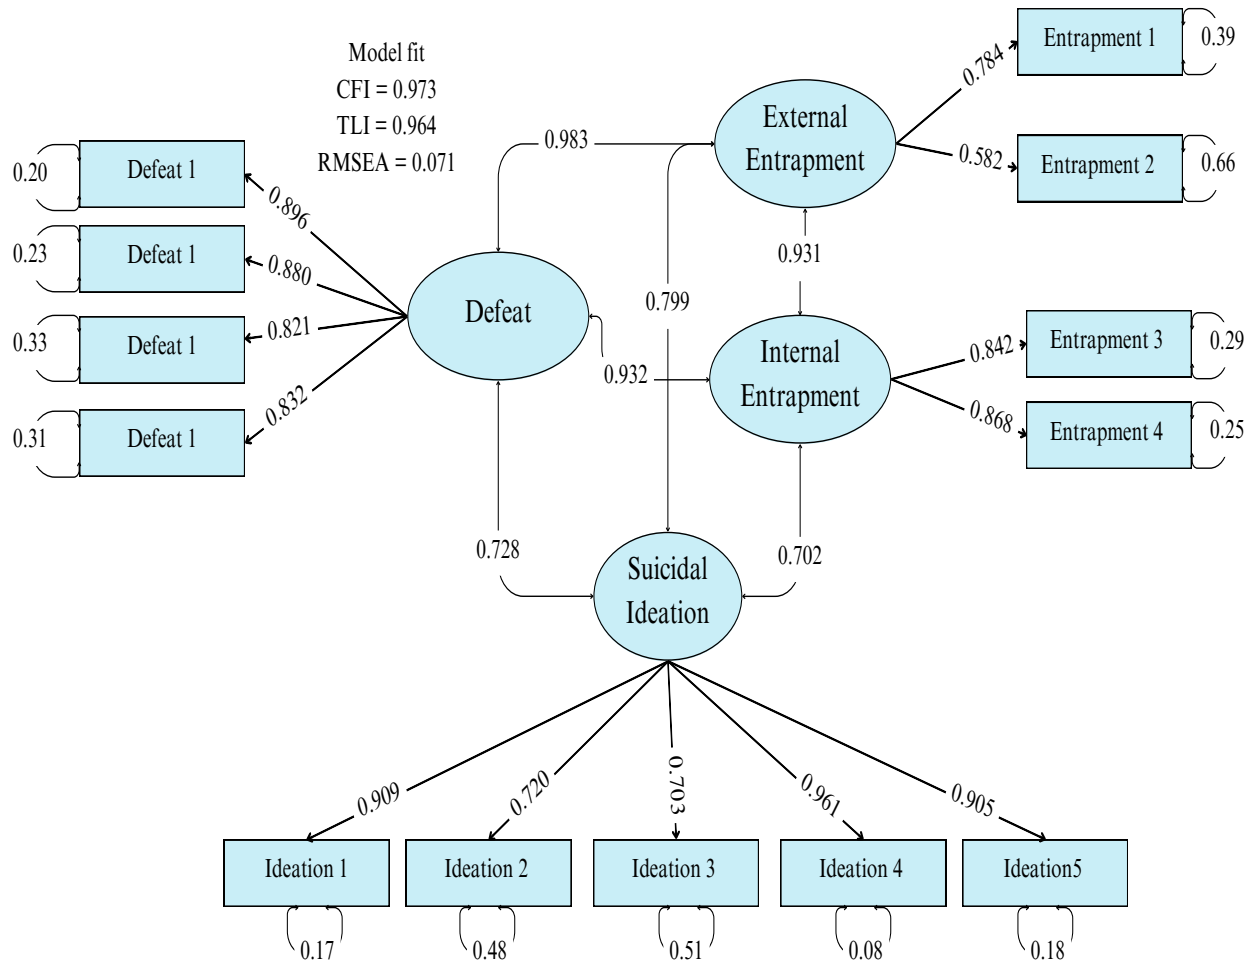 Model fit
CFI = 0.973
TLI = 0.964
RMSEA = 0.071
External
Entrapment
Entrapment 1
0.39
0.784
0.582
Entrapment 2
0.66
0.983
0.20
Defeat 1
0.896
0.23
Defeat 1
0.880
0.33
Defeat 1
0.821
0.31
Defeat 1
0.832
Defeat
0.931
0.799
0.932
Internal
Entrapment
0.842
Entrapment 3
0.29
0.868
Entrapment 4
0.25
0.728
0.702
Suicidal
Ideation
0.909
0.720
0.703
0.961
0.905
Ideation 1
Ideation 2
Ideation 3
Ideation 4
Ideation5
0.17
0.48
0.51
0.08
0.18